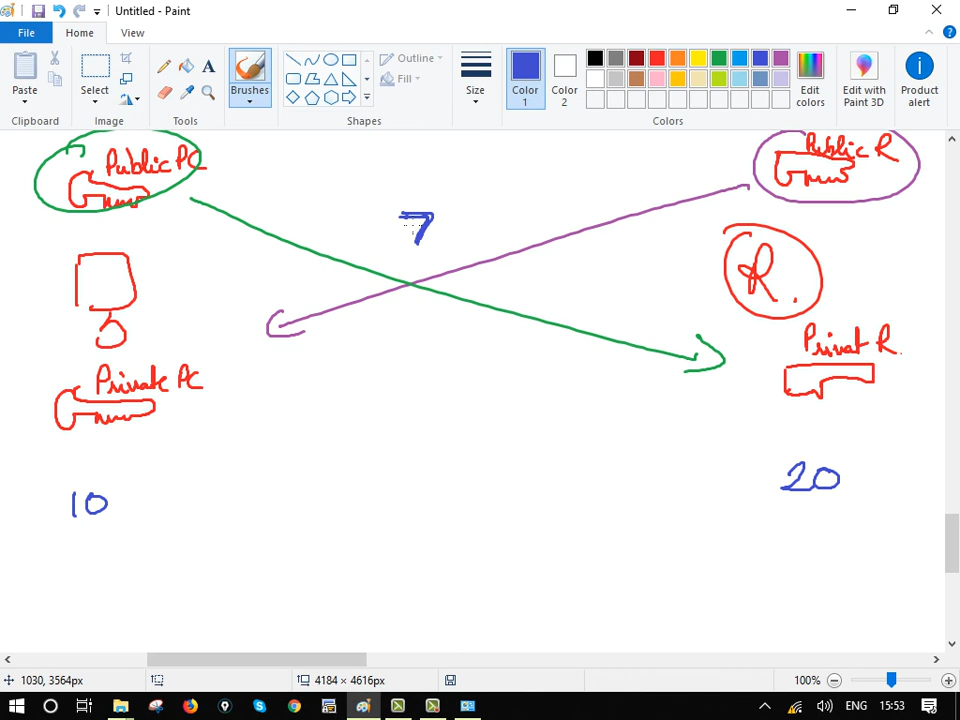 Untitled - Paint
File Home View
Paste
Select
Brushes
Outline
Fill
Size
Color 1
Color 2
Edit colors
Edit with Paint 3D
Product alert
Clipboard Image Tools Shapes Colors
Public PC
Public R
7
R.
Privat R.
Private PC
20
10
1030, 3564px
4184 × 4616px
100%
ENG 15:53